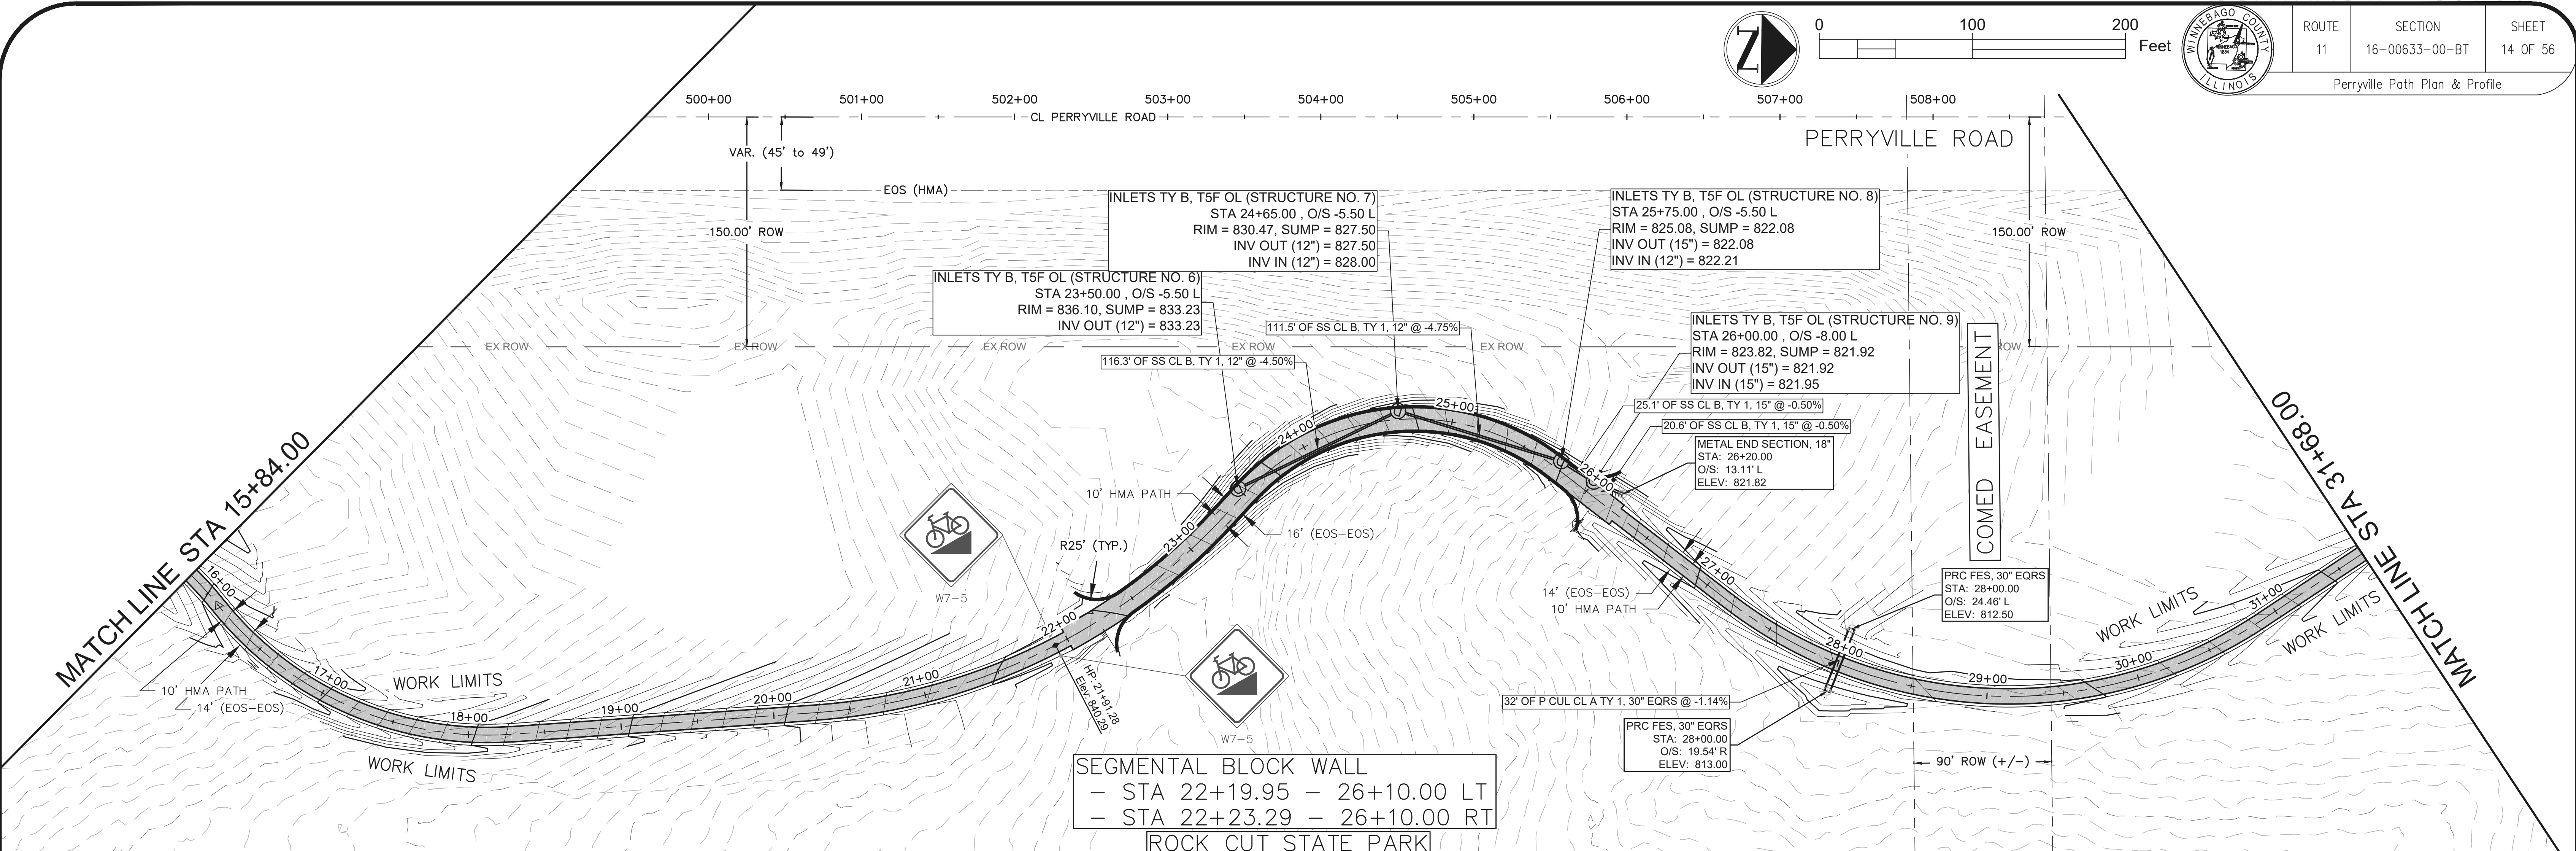 0 100 200
Feet
WINNEBAGO COUNTY
ILLINOIS
ROUTE
11
SECTION
16-00633-00-BT
SHEET
14 OF 56
Perryville Path Plan & Profile
N
500+00 501+00 502+00 503+00 504+00 505+00 506+00 507+00 508+00
CL PERRYVILLE ROAD
PERRYVILLE ROAD
VAR. (45' to 49')
EOS (HMA)
150.00' ROW
150.00' ROW
INLETS TY B, T5F OL (STRUCTURE NO. 7)
STA 24+65.00 , O/S -5.50 L
RIM = 830.47, SUMP = 827.50
INV OUT (12") = 827.50
INV IN (12") = 828.00
INLETS TY B, T5F OL (STRUCTURE NO. 8)
STA 25+75.00 , O/S -5.50 L
RIM = 825.08, SUMP = 822.08
INV OUT (15") = 822.08
INV IN (12") = 822.21
INLETS TY B, T5F OL (STRUCTURE NO. 6)
STA 23+50.00 , O/S -5.50 L
RIM = 836.10, SUMP = 833.23
INV OUT (12") = 833.23
INLETS TY B, T5F OL (STRUCTURE NO. 9)
STA 26+00.00 , O/S -8.00 L
RIM = 823.82, SUMP = 821.92
INV OUT (15") = 821.92
INV IN (15") = 821.95
111.5' OF SS CL B, TY 1, 12" @ -4.75%
116.3' OF SS CL B, TY 1, 12" @ -4.50%
EX ROW EX ROW EX ROW EX ROW EX ROW ROW
25.1' OF SS CL B, TY 1, 15" @ -0.50%
20.6' OF SS CL B, TY 1, 15" @ -0.50%
METAL END SECTION, 18"
STA: 26+20.00
O/S: 13.11' L
ELEV: 821.82
COMED EASEMENT
MATCH LINE STA 15+84.00
MATCH LINE STA 31+68.00
10' HMA PATH
16' (EOS-EOS)
R25' (TYP.)
W7-5
W7-5
14' (EOS-EOS)
10' HMA PATH
PRC FES, 30" EQRS
STA: 28+00.00
O/S: 24.46' L
ELEV: 812.50
16+00
17+00
18+00
19+00
20+00
21+00
22+00
23+00
24+00
25+00
26+00
27+00
28+00
29+00
30+00
31+00
10' HMA PATH
14' (EOS-EOS)
WORK LIMITS
WORK LIMITS
WORK LIMITS
WORK LIMITS
HP: 21+91.28
Elev: 840.29
32' OF P CUL CL A TY 1, 30" EQRS @ -1.14%
PRC FES, 30" EQRS
STA: 28+00.00
O/S: 19.54' R
ELEV: 813.00
90' ROW (+/-)
SEGMENTAL BLOCK WALL
- STA 22+19.95 - 26+10.00 LT
- STA 22+23.29 - 26+10.00 RT
ROCK CUT STATE PARK